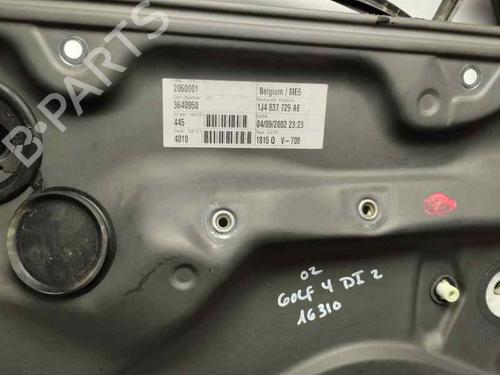 2060001
3640950
445
4010
Belgium / ME6
1J4 837 729 AE
Date
04/09/2002 23:23
1815 Q V-708
02
GOLF 4 DI 2
16310
B-PARTS